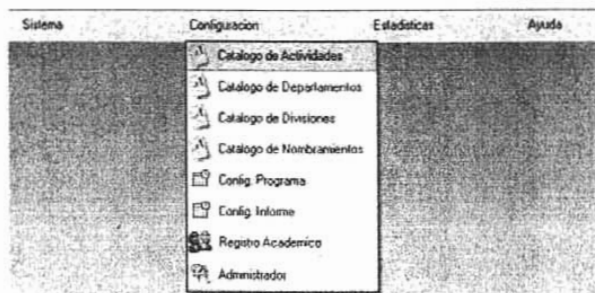 Sistema Configuracion Estadisticas Ayuda
Catalogo de Actividades
Catalogo de Departamentos
Catalogo de Divisiones
Catalogo de Nombramientos
Config. Programa
Config. Informe
Registro Academico
Administrador